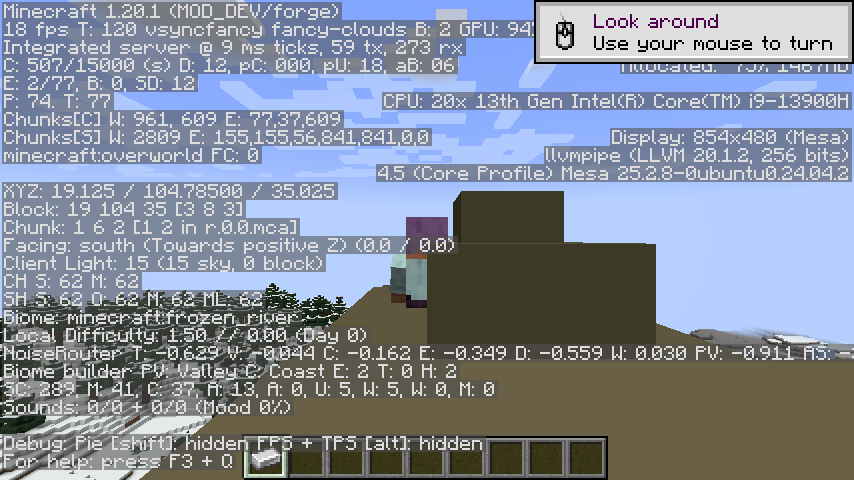 Minecraft 1.20.1 (MOD_DEV/forge)
18 fps T: 120 vsyncfancy fancy-clouds B: 2 GPU: 94
Integrated server @ 9 ms ticks, 59 tx, 273 rx
C: 507/15000 (s) D: 12, pC: 000, pU: 18, aB: 06
E: 2/77, B: 0, SD: 12
P: 74. T: 77
Chunks[C] W: 961, 609 E: 77,37,609
Chunks[S] W: 2809 E: 155,155,56,841,841,0,0
minecraft:overworld FC: 0
XYZ: 19.125 / 104.78500 / 35.025
Block: 19 104 35 [3 8 3]
Chunk: 1 6 2 [1 2 in r.0.0.mca]
Facing: south (Towards positive Z) (0.0 / 0.0)
Client Light: 15 (15 sky, 0 block)
CH S: 62 M: 62
SH S: 62 O: 62 M: 62 ML: 62
Biome: minecraft:frozen_river
Local Difficulty: 1.50 // 0.00 (Day 0)
NoiseRouter T: -0.629 V: -0.044 C: -0.162 E: -0.349 D: -0.559 W: 0.030 PV: -0.911 AS: -
Biome builder PV: Valley C: Coast E: 2 T: 0 H: 2
SC: 289, M: 41, C: 37, A: 13, A: 0, U: 5, W: 5, W: 0, M: 0
Sounds: 0/0 + 0/0 (Mood 0%)
Debug: Pie [shift]: hidden FPS + TPS [alt]: hidden
For help: press F3 + Q
Look around
Use your mouse to turn
Allocated: 
CPU: 20x 13th Gen Intel(R) Core(TM) i9-13900H
Display: 854x480 (Mesa)
llvmpipe (LLVM 20.1.2, 256 bits)
4.5 (Core Profile) Mesa 25.2.8-0ubuntu0.24.04.2